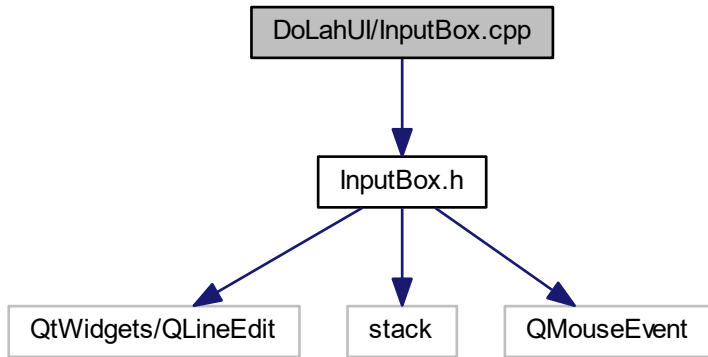 DoLahUI/InputBox.cpp
InputBox.h
QtWidgets/QLineEdit
stack
QMouseEvent